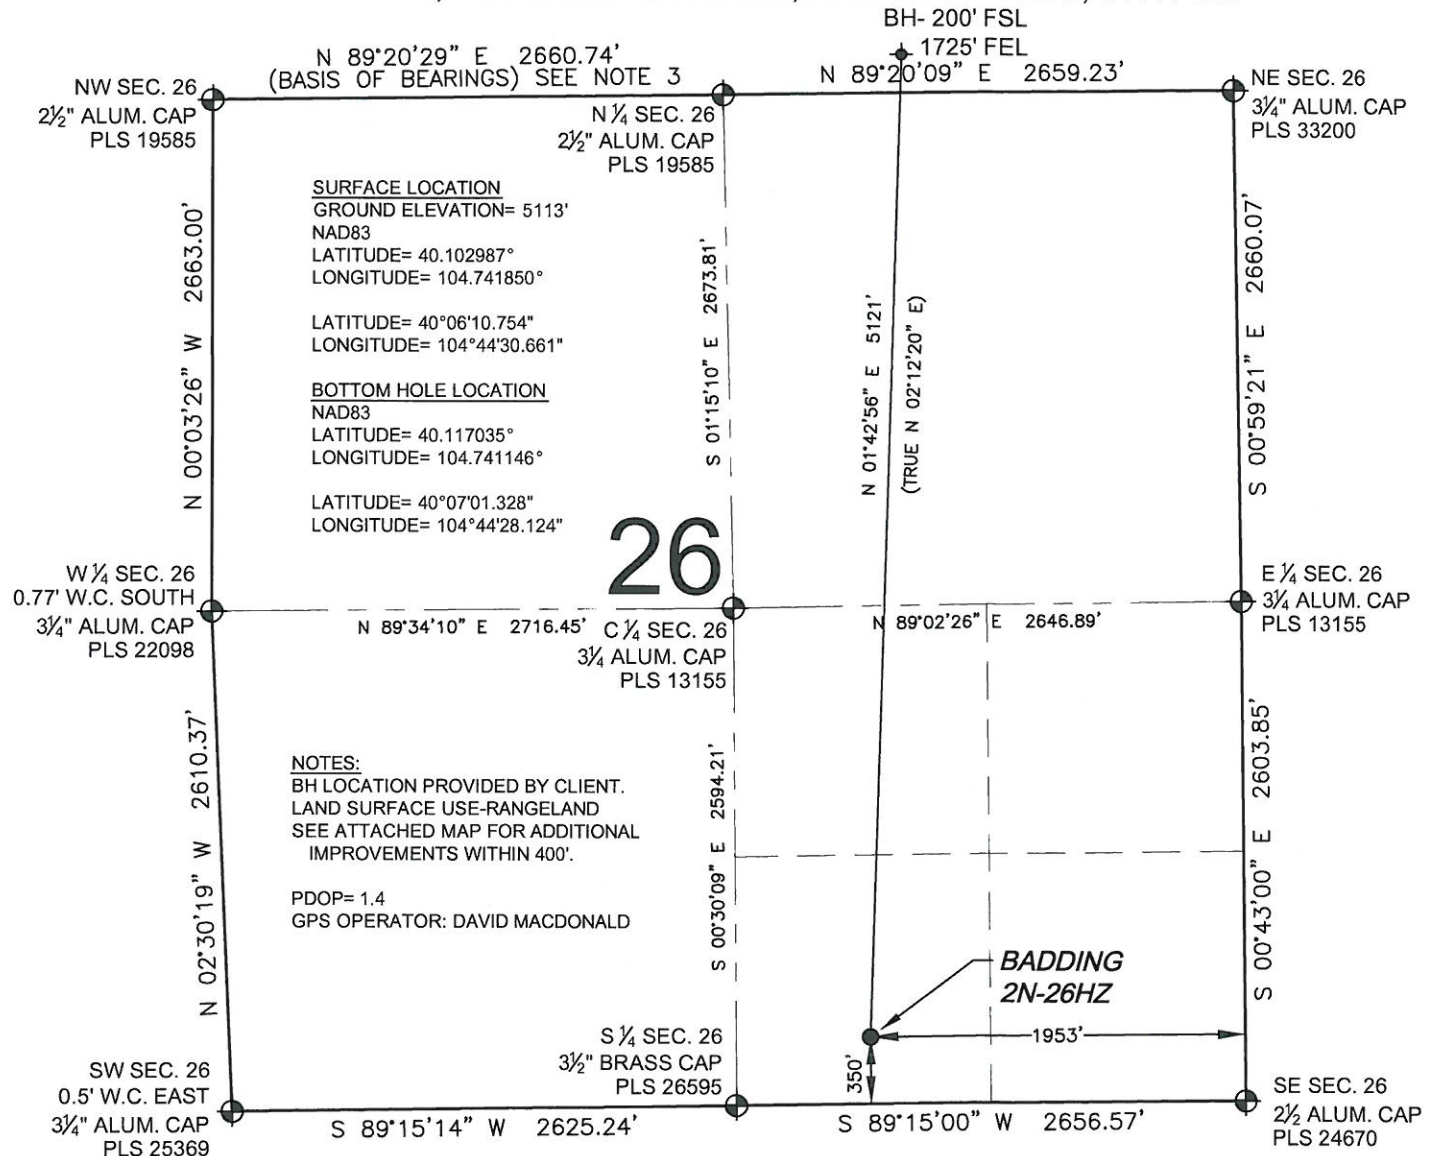 BH- 200' FSL
1725' FEL
N 89°20'29" E 2660.74'
(BASIS OF BEARINGS) SEE NOTE 3
N 89°20'09" E 2659.23'
NW SEC. 26
2½" ALUM. CAP
PLS 19585
N ¼ SEC. 26
2½" ALUM. CAP
PLS 19585
NE SEC. 26
3¼" ALUM. CAP
PLS 33200
SURFACE LOCATION
GROUND ELEVATION= 5113'
NAD83
LATITUDE= 40.102987°
LONGITUDE= 104.741850°
LATITUDE= 40°06'10.754"
LONGITUDE= 104°44'30.661"
BOTTOM HOLE LOCATION
NAD83
LATITUDE= 40.117035°
LONGITUDE= 104.741146°
LATITUDE= 40°07'01.328"
LONGITUDE= 104°44'28.124"
N 00°03'26" W 2663.00'
S 01°15'10" E 2673.81'
N 01°42'56" E 5121'
(TRUE N 02°12'20" E)
S 00°59'21" E 2660.07'
26
W ¼ SEC. 26
0.77' W.C. SOUTH
3¼" ALUM. CAP
PLS 22098
N 89°34'10" E 2716.45'
C ¼ SEC. 26
3¼ ALUM. CAP
PLS 13155
N 89°02'26" E 2646.89'
E ¼ SEC. 26
3¼ ALUM. CAP
PLS 13155
N 02°30'19" W 2610.37'
NOTES:
BH LOCATION PROVIDED BY CLIENT.
LAND SURFACE USE-RANGELAND
SEE ATTACHED MAP FOR ADDITIONAL
IMPROVEMENTS WITHIN 400'.
PDOP= 1.4
GPS OPERATOR: DAVID MACDONALD
S 00°30'09" E 2594.21'
S 00°43'00" E 2603.85'
BADDING
2N-26HZ
1953'
350'
S ¼ SEC. 26
3½" BRASS CAP
PLS 26595
SW SEC. 26
0.5' W.C. EAST
3¼" ALUM. CAP
PLS 25369
S 89°15'14" W 2625.24'
S 89°15'00" W 2656.57'
SE SEC. 26
2½ ALUM. CAP
PLS 24670